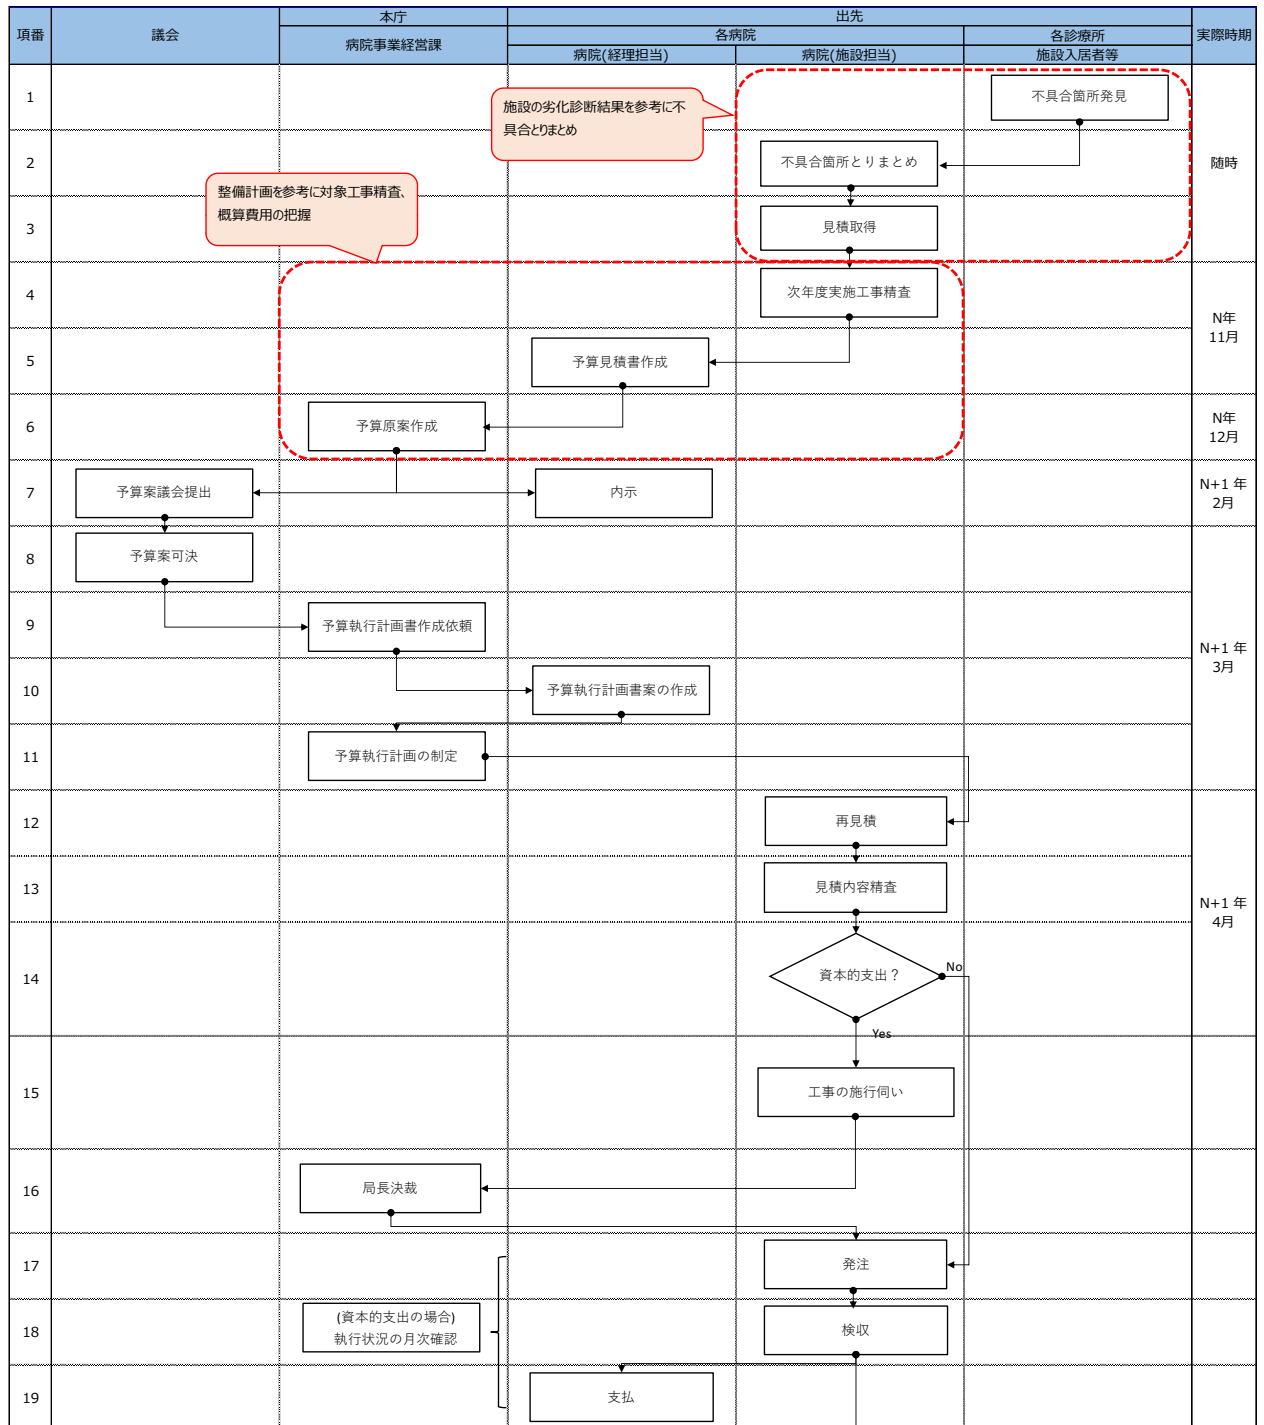 項番
議会
本庁
病院事業経営課
出先
各病院
病院(経理担当)
病院(施設担当)
各診療所
施設入居者等
実際時期
1
不具合箇所発見
施設の劣化診断結果を参考に不
具合とりまとめ
2
不具合箇所とりまとめ
随時
整備計画を参考に対象工事精査、
概算費用の把握
3
見積取得
4
次年度実施工事精査
N年
11月
5
予算見積書作成
6
予算原案作成
N年
12月
7
予算案議会提出
内示
N+1 年
2月
8
予算案可決
9
予算執行計画書作成依頼
N+1 年
3月
10
予算執行計画書案の作成
11
予算執行計画の制定
12
再見積
13
見積内容精査
N+1 年
4月
14
資本的支出？
No
Yes
15
工事の施行伺い
16
局長決裁
17
発注
18
(資本的支出の場合)
執行状況の月次確認
検収
19
支払